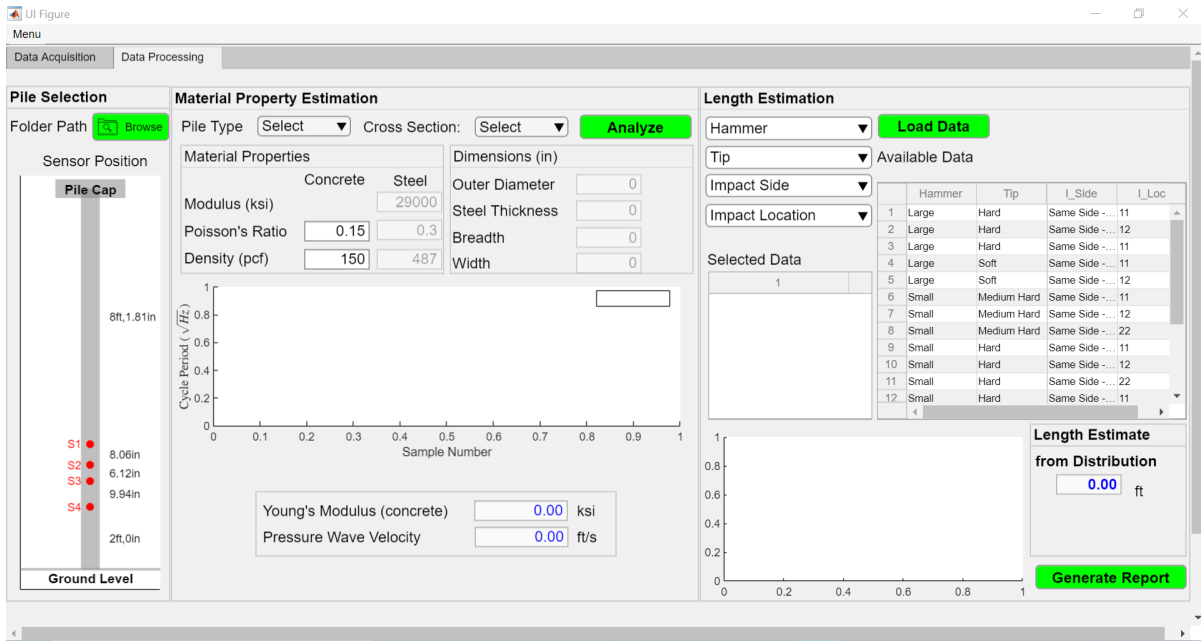 UI Figure
Menu
Data Acquisition
Data Processing
Pile Selection
Folder Path
Browse
Sensor Position
Pile Cap
8ft,1.81in
S1
8.06in
S2
6.12in
S3
9.94in
S4
2ft,0in
Ground Level
Material Property Estimation
Pile Type Select Cross Section: Select Analyze
Material Properties
Concrete Steel
Modulus (ksi) 29000
Poisson's Ratio 0.15 0.3
Density (pcf) 150 487
Dimensions (in)
Outer Diameter 0
Steel Thickness 0
Breadth 0
Width 0
Cycle Period (√Hz)
1
0.8
0.6
0.4
0.2
0
0 0.1 0.2 0.3 0.4 0.5 0.6 0.7 0.8 0.9 1
Sample Number
Young's Modulus (concrete) 0.00 ksi
Pressure Wave Velocity 0.00 ft/s
Length Estimation
Hammer
Tip
Impact Side
Impact Location
Load Data
Available Data
Hammer Tip I_Side I_Loc
1 Large Hard Same Side -... 11
2 Large Hard Same Side -... 12
3 Large Hard Same Side -... 11
4 Large Soft Same Side -... 11
5 Large Soft Same Side -... 12
6 Small Medium Hard Same Side -... 11
7 Small Medium Hard Same Side -... 12
8 Small Medium Hard Same Side -... 22
9 Small Hard Same Side -... 11
10 Small Hard Same Side -... 12
11 Small Hard Same Side -... 22
12 Small Hard Same Side -... 11
Selected Data
1
1
0.8
0.6
0.4
0.2
0
0 0.2 0.4 0.6 0.8 1
Length Estimate
from Distribution
0.00 ft
Generate Report